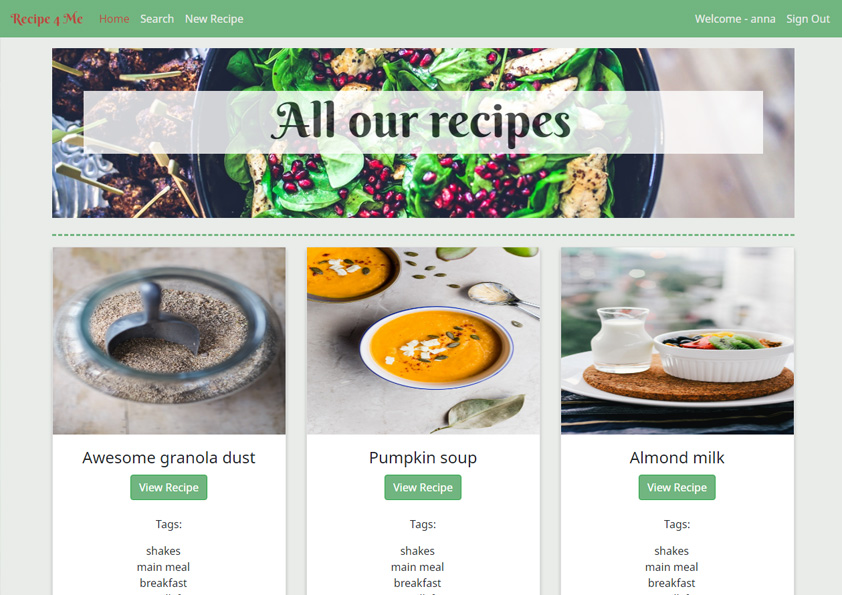 Recipe 4 Me Home Search New Recipe Welcome - anna Sign Out
All our recipes
Awesome granola dust
View Recipe
Tags:
shakes
main meal
breakfast
Pumpkin soup
View Recipe
Tags:
shakes
main meal
breakfast
Almond milk
View Recipe
Tags:
shakes
main meal
breakfast